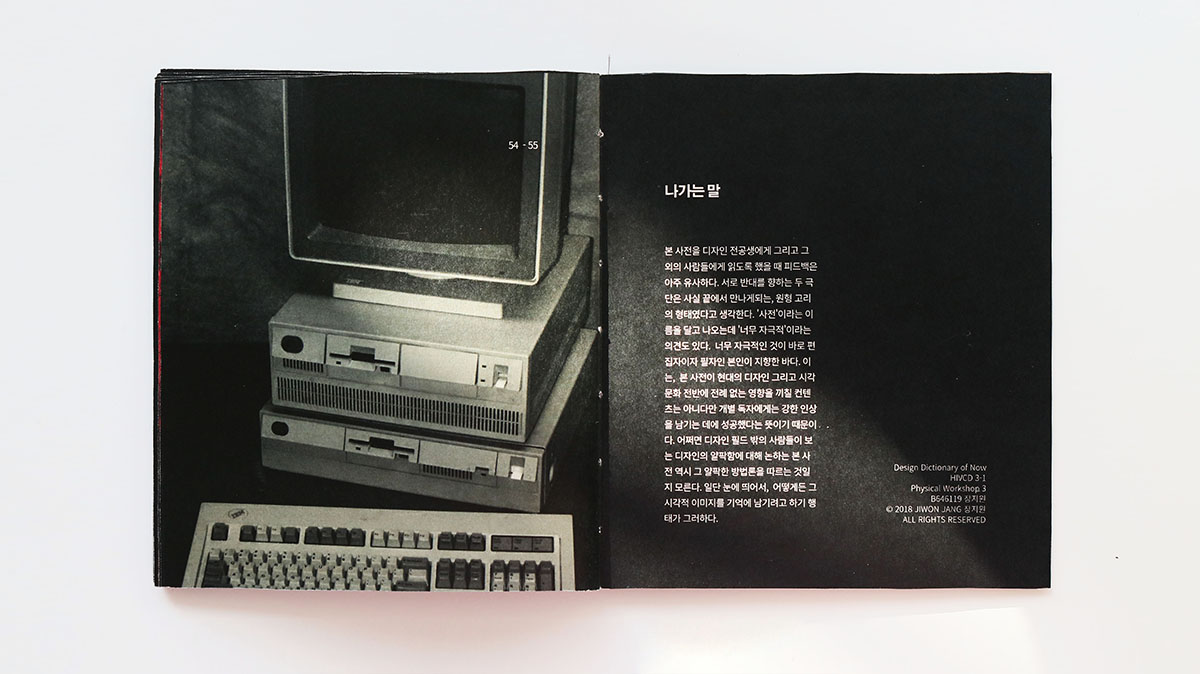 54 - 55
IBM
IBM
나가는 말
본 사전을 디자인 전공생에게 그리고 그
외의 사람들에게 읽도록 했을 때 피드백은
아주 유사하다. 서로 반대를 향하는 두 극
단은 사실 끝에서 만나게되는, 원형 고리
의 형태였다고 생각한다. '사전'이라는 이
름을 달고 나오는데 '너무 자극적'이라는
의견도 있다. 너무 자극적인 것이 바로 편
집자이자 필자인 본인이 지향한 바다. 이
는, 본 사전이 현대의 디자인 그리고 시각
문화 전반에 전례 없는 영향을 끼칠 컨텐
츠는 아니다만 개별 독자에게는 강한 인상
을 남기는 데에 성공했다는 뜻이기 때문이
다. 어쩌면 디자인 필드 밖의 사람들이 보
는 디자인의 얄팍함에 대해 논하는 본 사
전 역시 그 얄팍한 방법론을 따르는 것일
지 모른다. 일단 눈에 띄어서, 어떻게든 그
시각적 이미지를 기억에 남기려고 하기 행
태가 그러하다.
Design Dictionary of Now
HIVCD 3-1
Physical Workshop 3
B646119 장지원
© 2018 JIWON JANG 장지원
ALL RIGHTS RESERVED